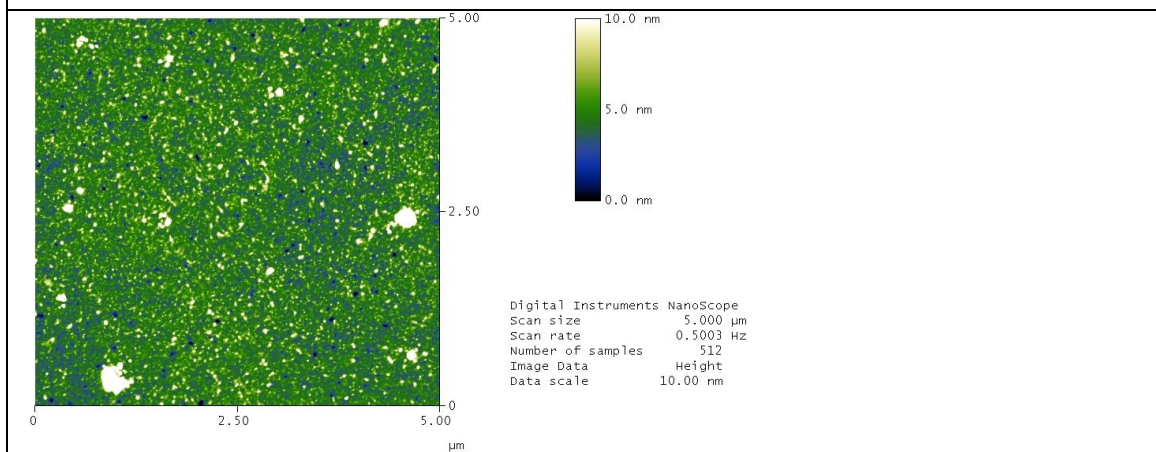 5.00
2.50
0
0 2.50 5.00
µm
10.0 nm
5.0 nm
0.0 nm
Digital Instruments NanoScope
Scan size 5.000 µm
Scan rate 0.5003 Hz
Number of samples 512
Image Data Height
Data scale 10.00 nm